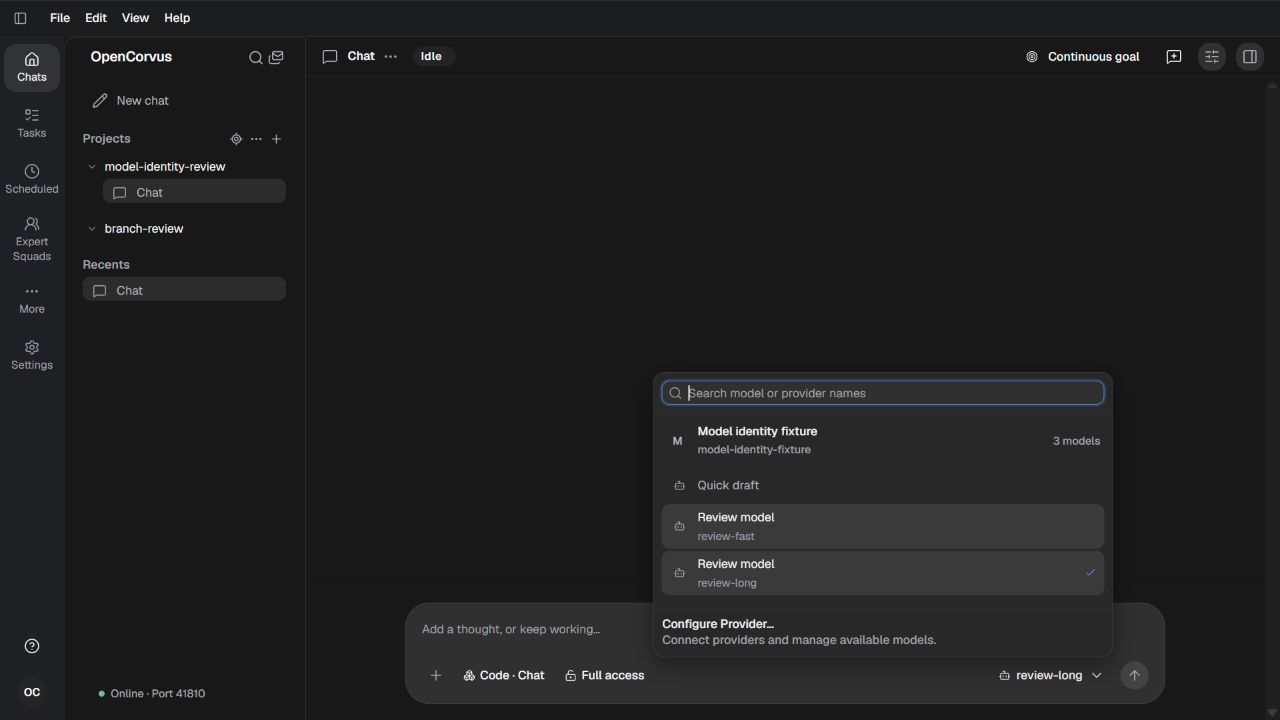 File Edit View Help
Chats
Tasks
Scheduled
Expert
Squads
More
Settings
OC
OpenCorvus
New chat
Projects
model-identity-review
Chat
branch-review
Recents
Chat
Online · Port 41810
Chat
Idle
Continuous goal
Search model or provider names
M
Model identity fixture
model-identity-fixture
3 models
Quick draft
Review model
review-fast
Review model
review-long
Configure Provider...
Connect providers and manage available models.
Add a thought, or keep working...
Code · Chat
Full access
review-long